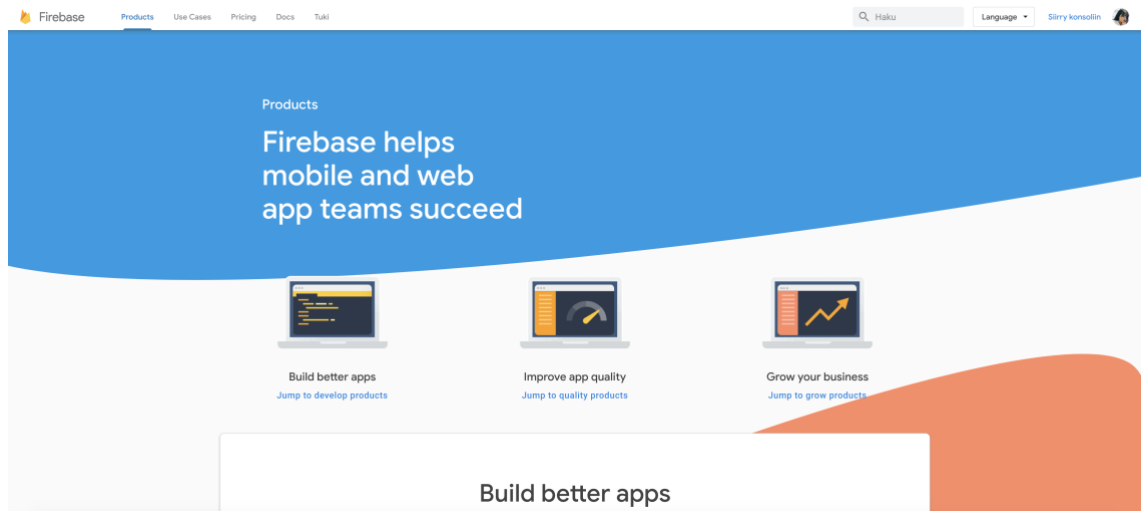 Firebase
Products
Use Cases
Pricing
Docs
Tuki
Haku
Language
Siirry konsoliin
Products
Firebase helps
mobile and web
app teams succeed
Build better apps
Jump to develop products
Improve app quality
Jump to quality products
Grow your business
Jump to grow products
Build better apps